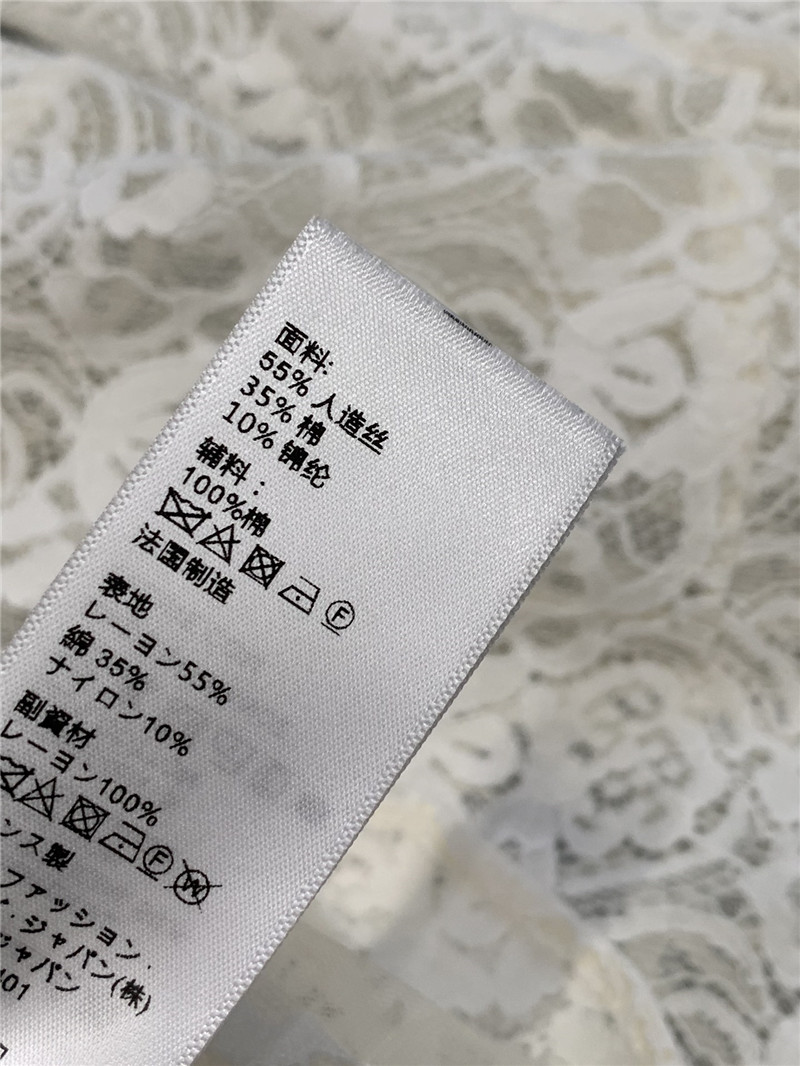 面料:
55% 人造丝
35% 棉
10% 锦纶
辅料:
100%棉
F
法国制造
表地
レーヨン55%
綿 35%
ナイロン10%
副資材
レーヨン100%
F W
ンス製
ファッション.
ジャパン(株)
ジャパン
401